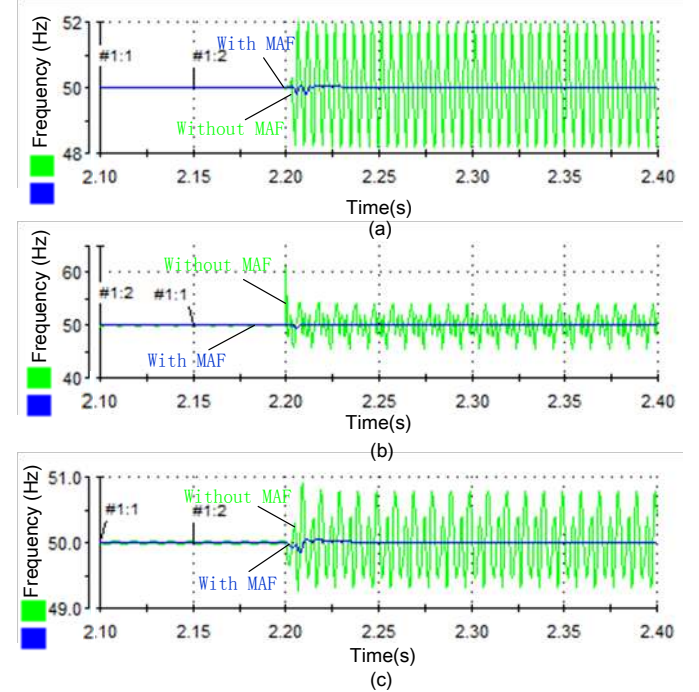 Frequency (Hz)
52
50
48
#1:1
#1:2
With MAF
Without MAF
2.10 2.15 2.20 2.25 2.30 2.35 2.40
Time(s)
(a)
Frequency (Hz)
60
50
40
#1:2
#1:1
Without MAF
With MAF
2.10 2.15 2.20 2.25 2.30 2.35 2.40
Time(s)
(b)
Frequency (Hz)
51.0
50.0
49.0
#1:1
#1:2
Without MAF
With MAF
2.10 2.15 2.20 2.25 2.30 2.35 2.40
Time(s)
(c)